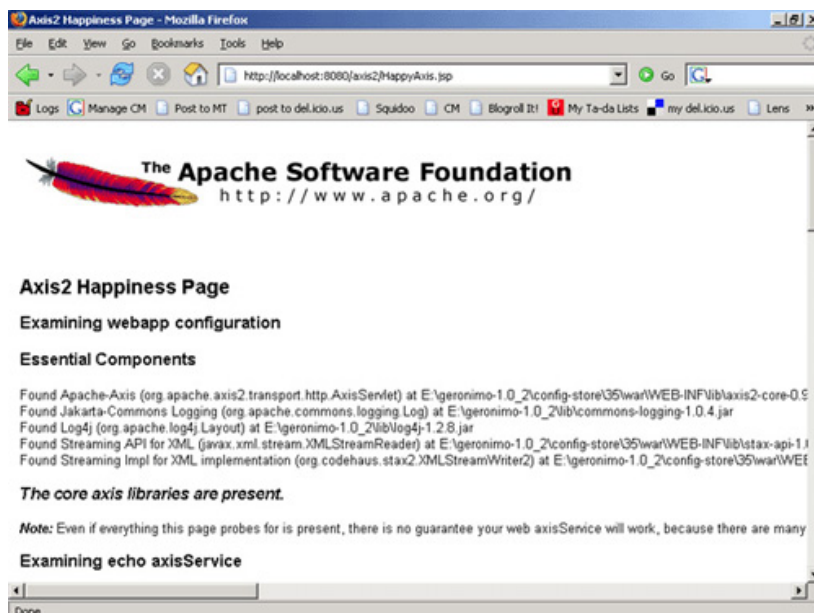 Axis2 Happiness Page - Mozilla Firefox
File Edit View Go Bookmarks Tools Help
http://localhost:8080/axis2/HappyAxis.jsp Go
Logs Manage CM Post to MT post to del.icio.us Squidoo CM Blogroll It! My Ta-da Lists my del.icio.us Lens
The Apache Software Foundation
http://www.apache.org/
Axis2 Happiness Page
Examining webapp configuration
Essential Components
Found Apache-Axis (org.apache.axis2.transport.http.AxisServlet) at E:\geronimo-1.0_2\config-store\35\war\WEB-INF\lib\axis2-core-0.9
Found Jakarta-Commons Logging (org.apache.commons.logging.Log) at E:\geronimo-1.0_2\lib\commons-logging-1.0.4.jar
Found Log4j (org.apache.log4j.Layout) at E:\geronimo-1.0_2\lib\log4j-1.2.8.jar
Found Streaming API for XML (javax.xml.stream.XMLStreamReader) at E:\geronimo-1.0_2\config-store\35\war\WEB-INF\lib\stax-api-1.
Found Streaming Impl for XML implementation (org.codehaus.stax2.XMLStreamWriter2) at E:\geronimo-1.0_2\config-store\35\war\WEB
The core axis libraries are present.
Note: Even if everything this page probes for is present, there is no guarantee your web axisService will work, because there are many
Examining echo axisService
Done